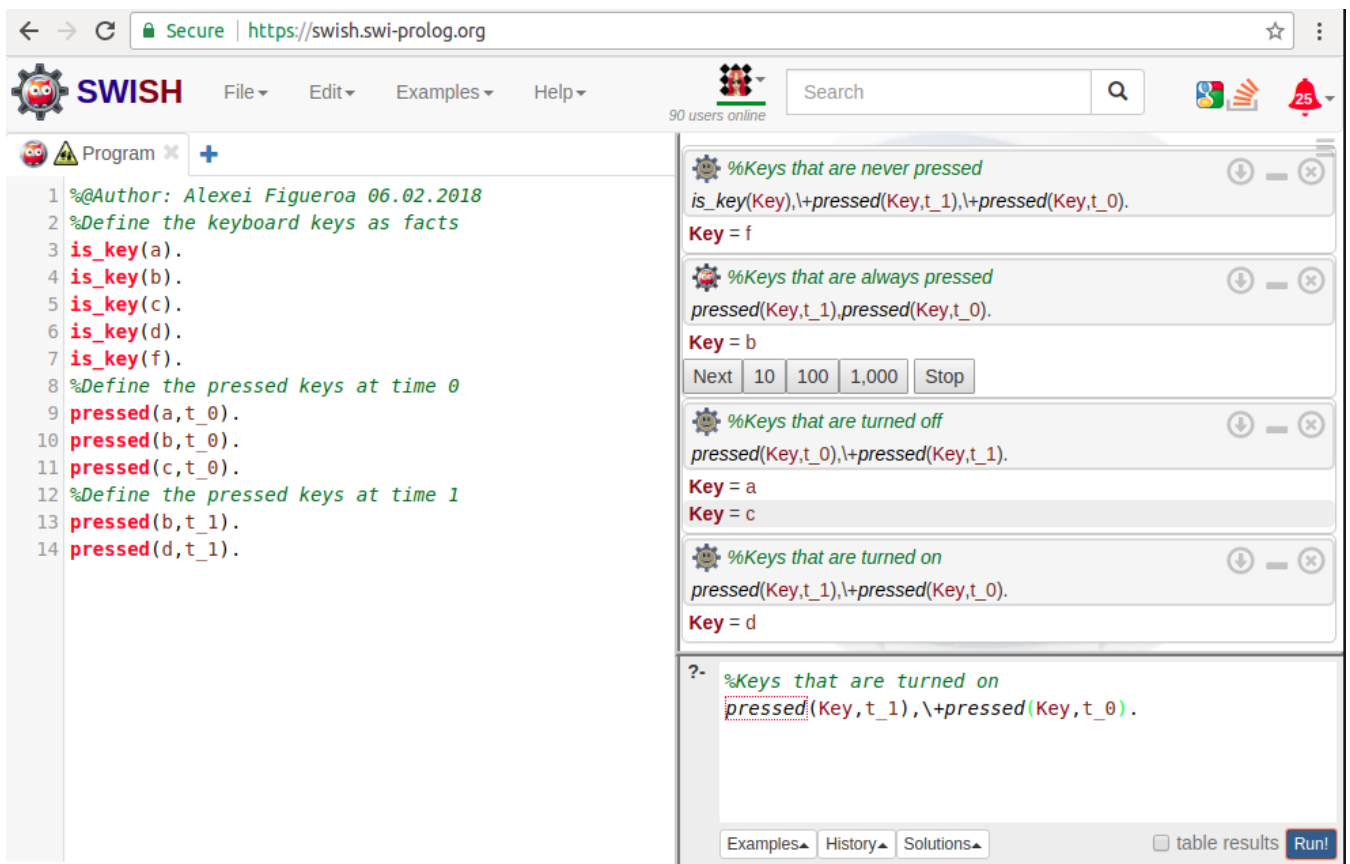 Secure | https://swish.swi-prolog.org
SWISH File Edit Examples Help Search
90 users online
25
Program
1 %@Author: Alexei Figueroa 06.02.2018
2 %Define the keyboard keys as facts
3 is_key(a).
4 is_key(b).
5 is_key(c).
6 is_key(d).
7 is_key(f).
8 %Define the pressed keys at time 0
9 pressed(a,t_0).
10 pressed(b,t_0).
11 pressed(c,t_0).
12 %Define the pressed keys at time 1
13 pressed(b,t_1).
14 pressed(d,t_1).
%Keys that are never pressed
is_key(Key),\+pressed(Key,t_1),\+pressed(Key,t_0).
Key = f
%Keys that are always pressed
pressed(Key,t_1),pressed(Key,t_0).
Key = b
Next 10 100 1,000 Stop
%Keys that are turned off
pressed(Key,t_0),\+pressed(Key,t_1).
Key = a
Key = c
%Keys that are turned on
pressed(Key,t_1),\+pressed(Key,t_0).
Key = d
?- %Keys that are turned on
pressed(Key,t_1),\+pressed(Key,t_0).
Examples History Solutions table results Run!